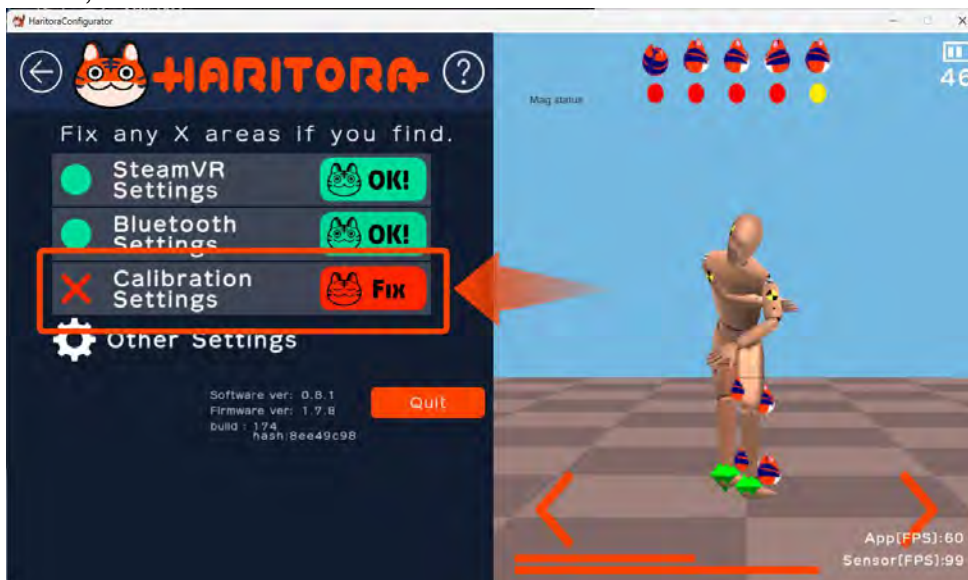 HaritoraConfigurator
HARITORA
?
Fix any X areas if you find.
SteamVR
Settings
OK!
Bluetooth
Settings
OK!
Calibration
Settings
Fix
Other Settings
Software ver: 0.8.1
Firmware ver: 1.7.8
build : 174
hash:8ee49c98
Quit
Mag status
46
App[FPS]:60
Sensor[FPS]:99